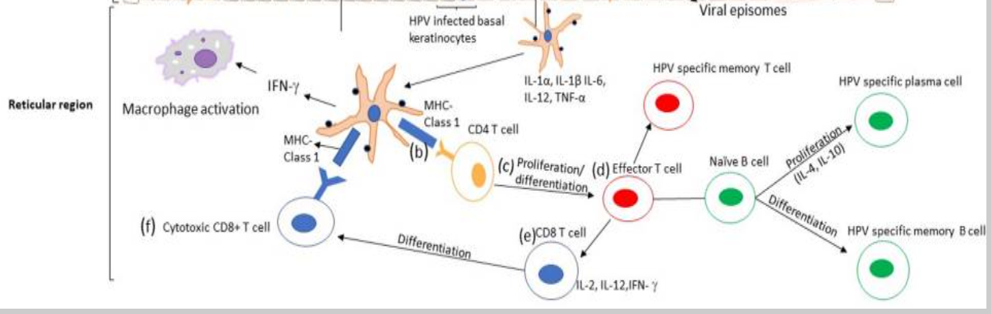 Viral episomes
HPV infected basal
keratinocytes
IL-1α, IL-1β IL-6,
IL-12, TNF-α
Reticular region
Macrophage activation
IFN-γ
MHC-
Class 1
MHC-
Class 1
(b)
CD4 T cell
(c) Proliferation/
differentiation
HPV specific memory T cell
(d) Effector T cell
Naïve B cell
HPV specific plasma cell
Proliferation
(IL-4, IL-10)
Differentiation
HPV specific memory B cell
(e) CD8 T cell
IL-2, IL-12,IFN- γ
Differentiation
(f) Cytotoxic CD8+ T cell